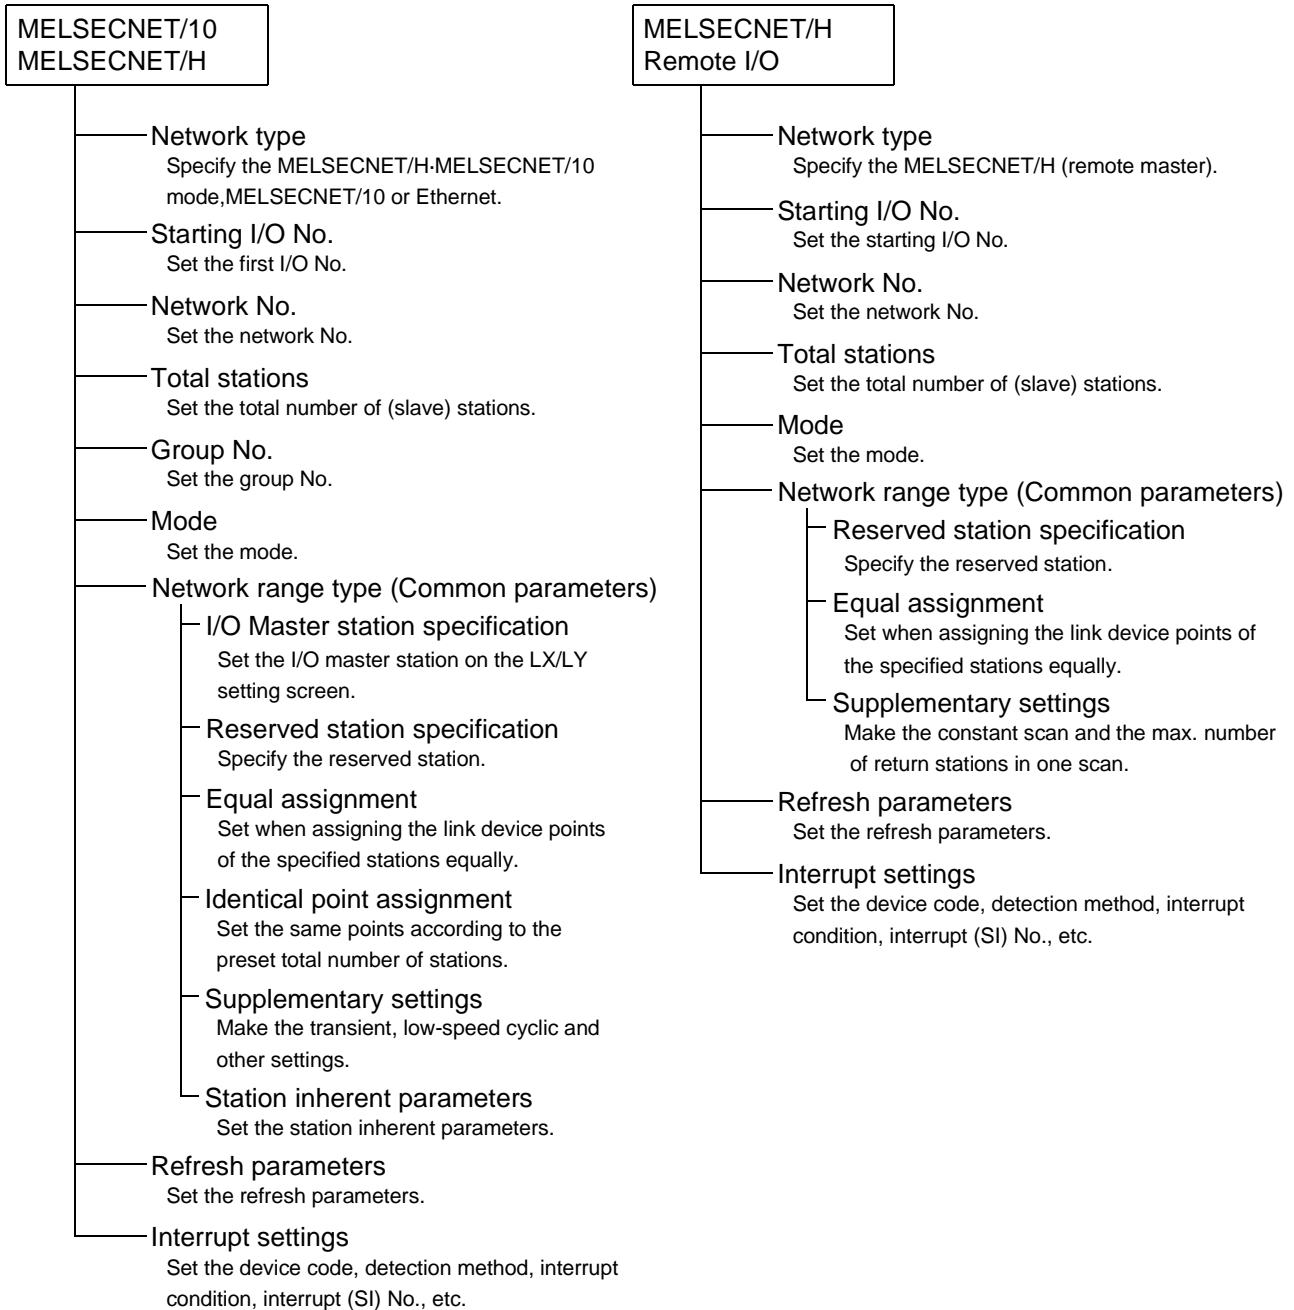 MELSECNET/10
MELSECNET/H
Network type
Specify the MELSECNET/H·MELSECNET/10
mode,MELSECNET/10 or Ethernet.
Starting I/O No.
Set the first I/O No.
Network No.
Set the network No.
Total stations
Set the total number of (slave) stations.
Group No.
Set the group No.
Mode
Set the mode.
Network range type (Common parameters)
I/O Master station specification
Set the I/O master station on the LX/LY
setting screen.
Reserved station specification
Specify the reserved station.
Equal assignment
Set when assigning the link device points
of the specified stations equally.
Identical point assignment
Set the same points according to the
preset total number of stations.
Supplementary settings
Make the transient, low-speed cyclic and
other settings.
Station inherent parameters
Set the station inherent parameters.
Refresh parameters
Set the refresh parameters.
Interrupt settings
Set the device code, detection method, interrupt
condition, interrupt (SI) No., etc.
MELSECNET/H
Remote I/O
Network type
Specify the MELSECNET/H (remote master).
Starting I/O No.
Set the starting I/O No.
Network No.
Set the network No.
Total stations
Set the total number of (slave) stations.
Mode
Set the mode.
Network range type (Common parameters)
Reserved station specification
Specify the reserved station.
Equal assignment
Set when assigning the link device points of
the specified stations equally.
Supplementary settings
Make the constant scan and the max. number
of return stations in one scan.
Refresh parameters
Set the refresh parameters.
Interrupt settings
Set the device code, detection method, interrupt
condition, interrupt (SI) No., etc.